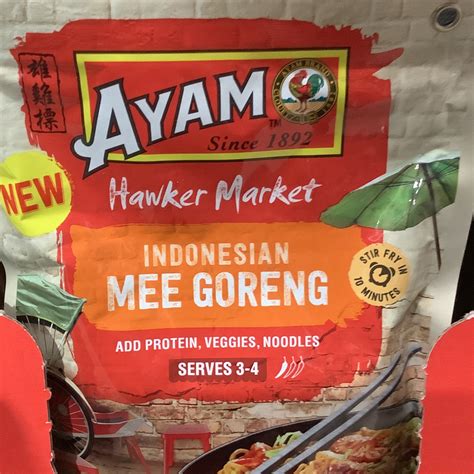 雄雞標
AYAM
TM
Since 1892
NEW
Hawker Market
INDONESIAN
MEE GORENG
STIR FRY IN
10 MINUTES
ADD PROTEIN, VEGGIES, NOODLES
SERVES 3-4